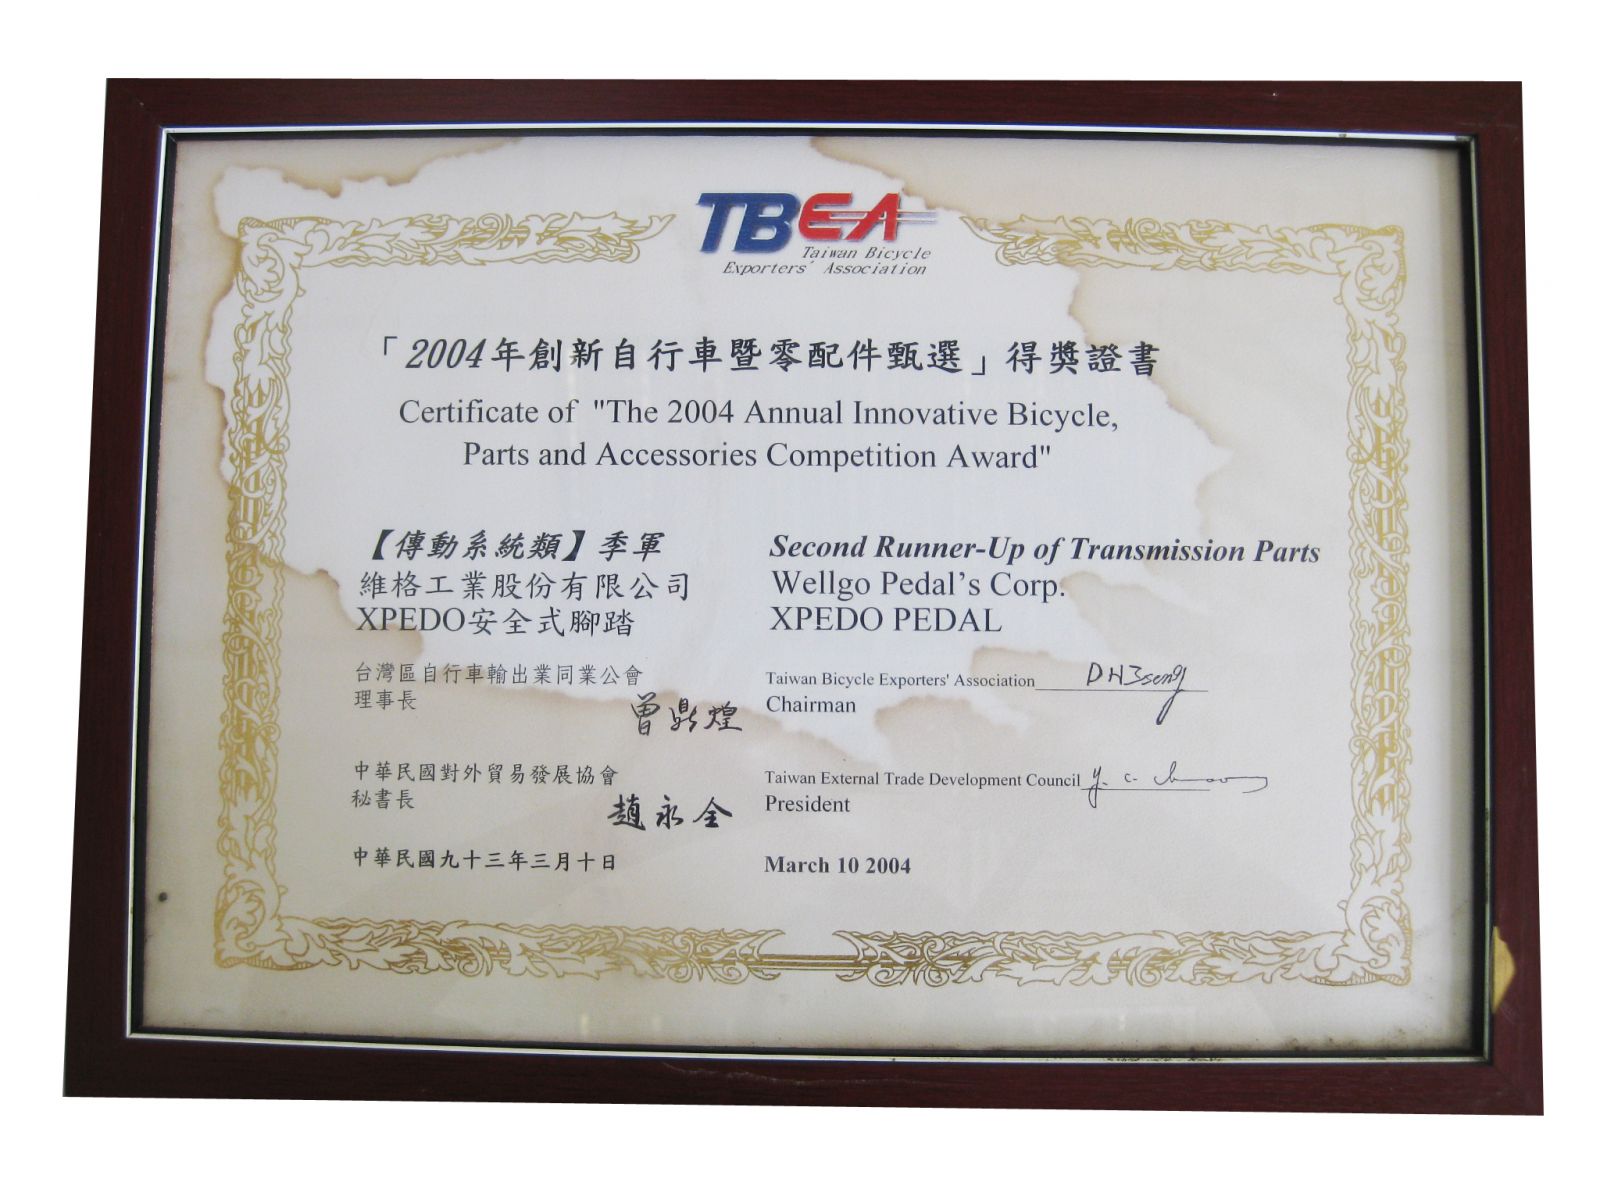 TBEA
Taiwan Bicycle
Exporters' Association
「2004年創新自行車暨零配件甄選」得獎證書
Certificate of "The 2004 Annual Innovative Bicycle,
Parts and Accessories Competition Award"
【傳動系統類】季軍
維格工業股份有限公司
XPEDO安全式腳踏
Second Runner-Up of Transmission Parts
Wellgo Pedal's Corp.
XPEDO PEDAL
台灣區自行車輸出業同業公會
理事長
曾鼎煌
Taiwan Bicycle Exporters' Association DH Tseng
Chairman
中華民國對外貿易發展協會
秘書長
趙永全
Taiwan External Trade Development Council Y. C.
President
中華民國九十三年三月十日
March 10 2004